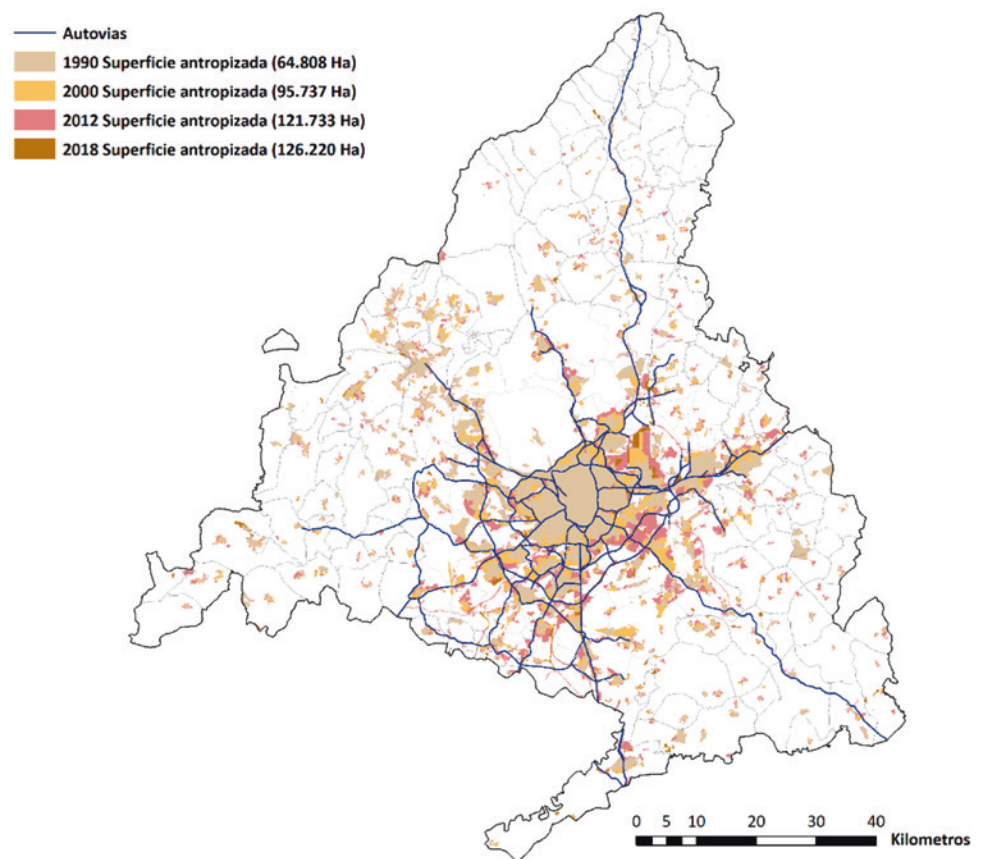 Autovias
1990 Superficie antropizada (64.808 Ha)
2000 Superficie antropizada (95.737 Ha)
2012 Superficie antropizada (121.733 Ha)
2018 Superficie antropizada (126.220 Ha)
0 5 10 20 30 40
Kilometros